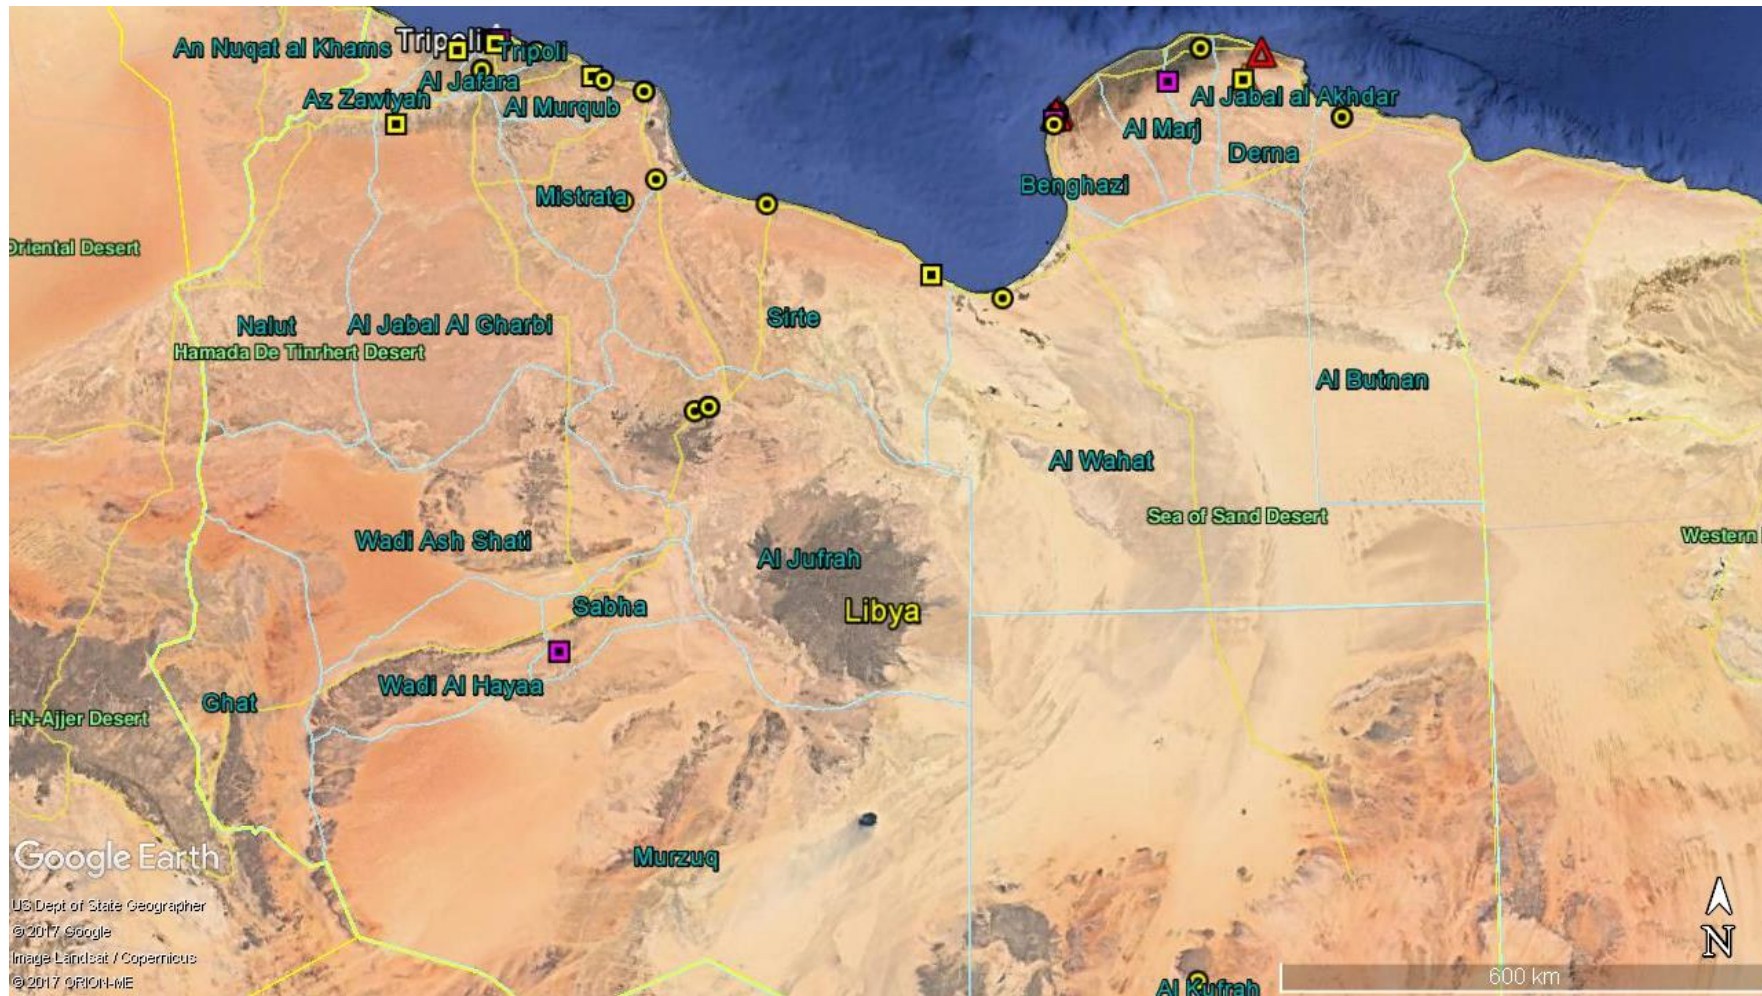 Tripoli
An Nuqat al Khams
Tripoli
Al Jafara
Az Zawiyah
Al Murqub
Al Jabal al Akhdar
Al Marj
Derna
Benghazi
Mistrata
Oriental Desert
Sirte
Nalut
Al Jabal Al Gharbi
Hamada De Tinrhert Desert
Al Butnan
Al Wahat
Sea of Sand Desert
Western
Wadi Ash Shati
Al Jufrah
Sabha
Libya
Wadi Al Hayaa
Ghat
i-N-Ajjer Desert
Murzuq
Google Earth
US Dept of State Geographer
© 2017 Google
Image Landsat / Copernicus
© 2017 ORION-ME
N
600 km
Al Kufrah